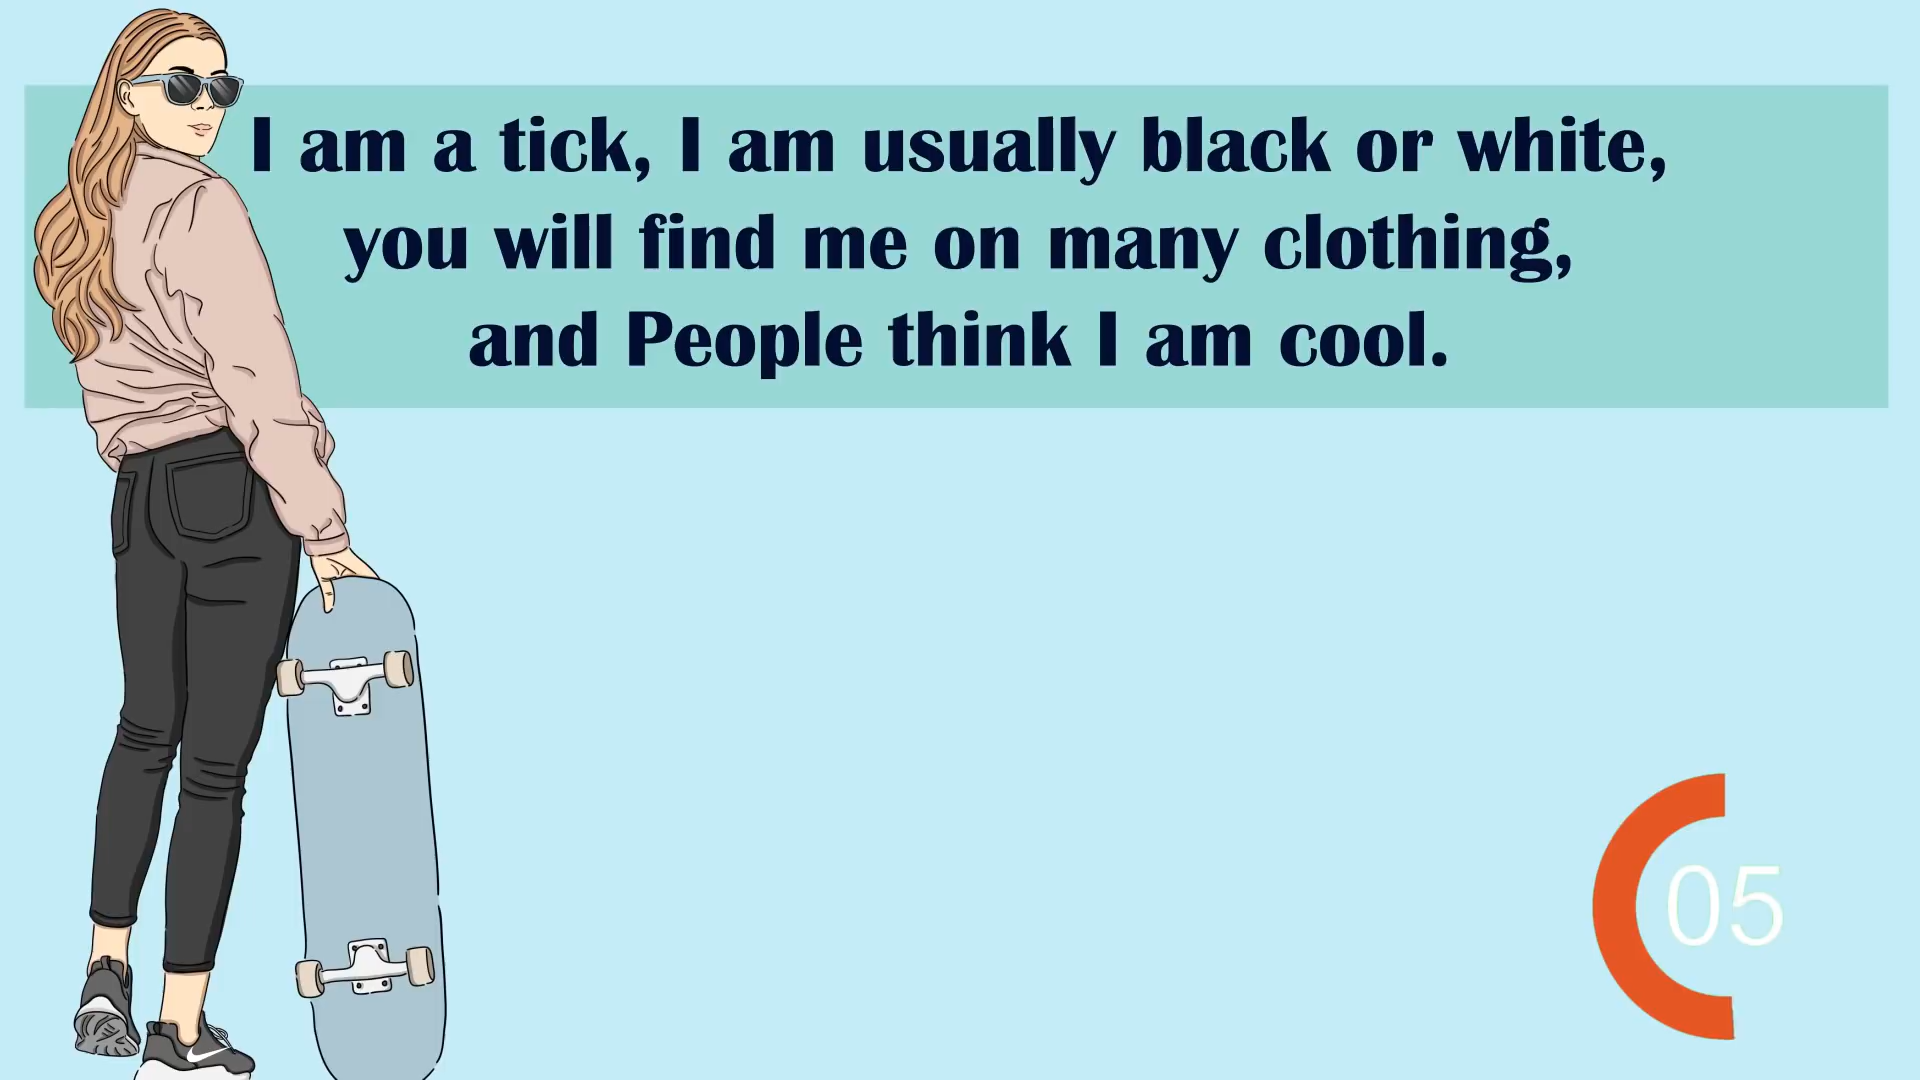 I am a tick, I am usually black or white,
you will find me on many clothing,
and People think I am cool.
05